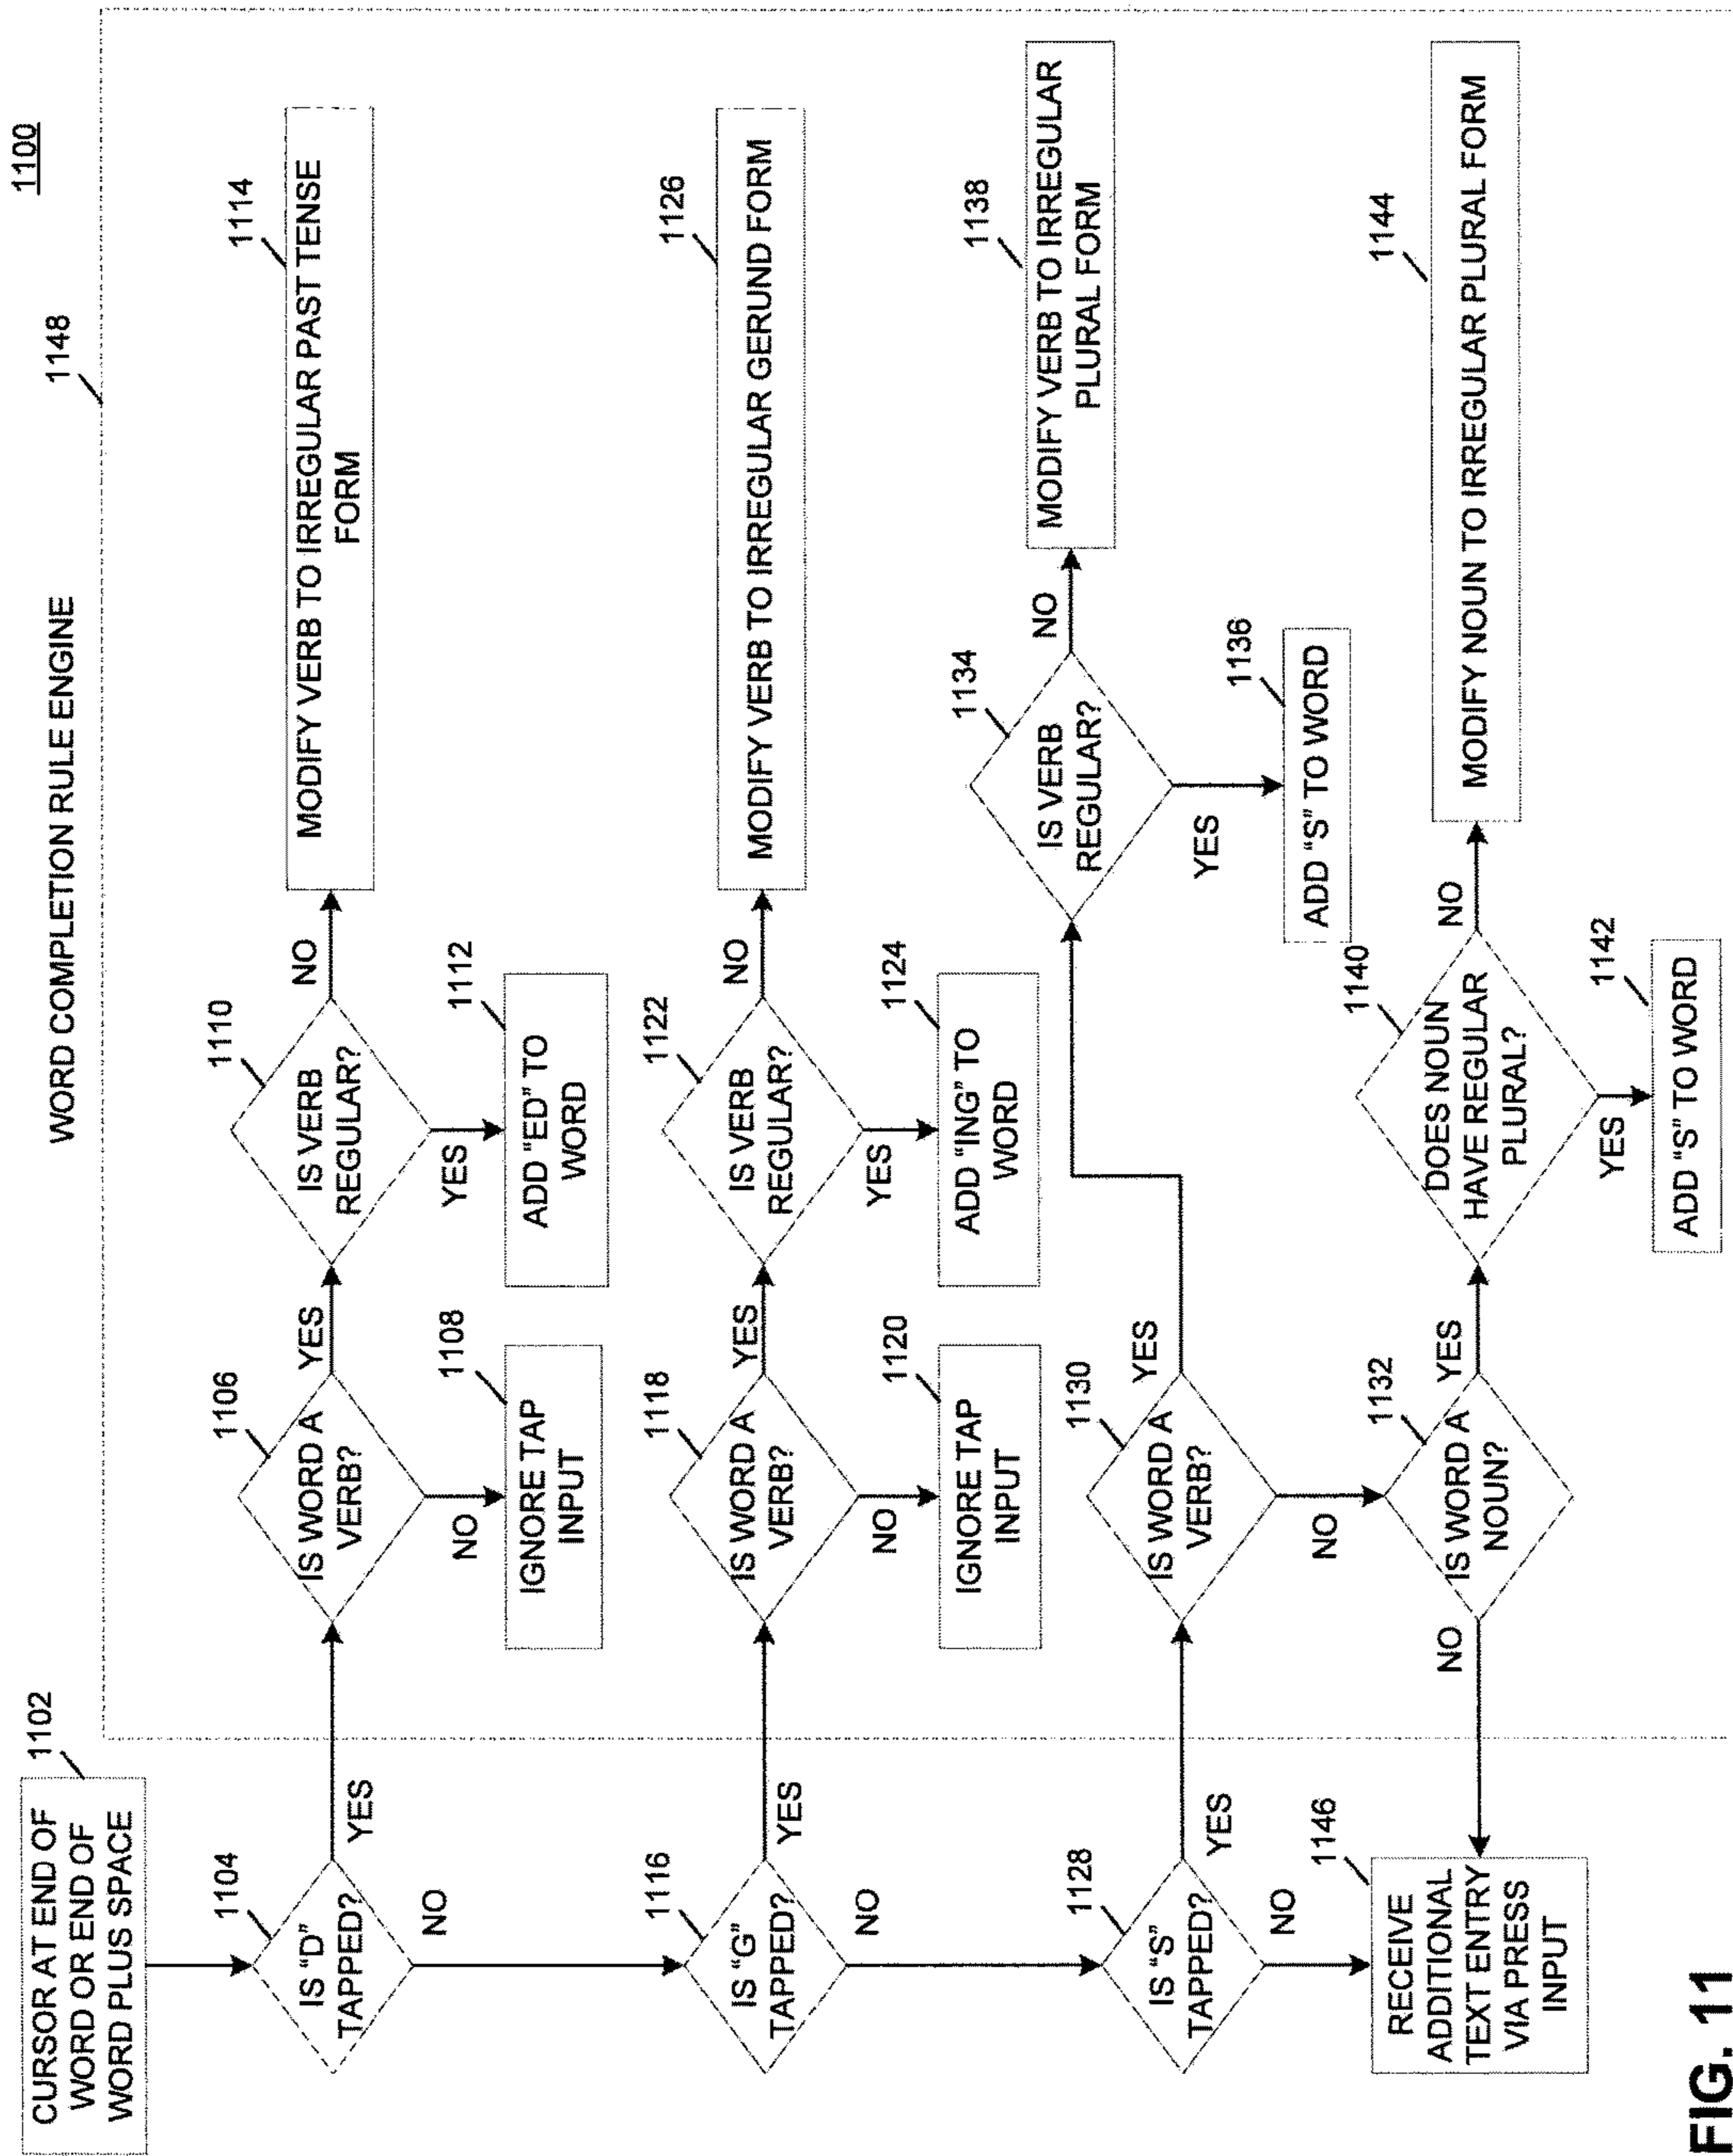 1100
WORD COMPLETION RULE ENGINE
1148
CURSOR AT END OF
WORD OR END OF
WORD PLUS SPACE
1102
1104
IS "D"
TAPPED?
YES
NO
1106
IS WORD A
VERB?
YES
NO
1108
IGNORE TAP
INPUT
1110
IS VERB
REGULAR?
NO
YES
1112
ADD "ED" TO
WORD
1114
MODIFY VERB TO IRREGULAR PAST TENSE
FORM
1116
IS "G"
TAPPED?
YES
NO
1118
IS WORD A
VERB?
YES
NO
1120
IGNORE TAP
INPUT
1122
IS VERB
REGULAR?
NO
YES
1124
ADD "ING" TO
WORD
1126
MODIFY VERB TO IRREGULAR GERUND FORM
1128
IS "S"
TAPPED?
YES
NO
1130
IS WORD A
VERB?
YES
NO
1134
IS VERB
REGULAR?
NO
YES
1136
ADD "S" TO WORD
1138
MODIFY VERB TO IRREGULAR
PLURAL FORM
1132
IS WORD A
NOUN?
YES
NO
1140
DOES NOUN
HAVE REGULAR
PLURAL?
NO
YES
1142
ADD "S" TO WORD
1144
MODIFY NOUN TO IRREGULAR PLURAL FORM
1146
RECEIVE
ADDITIONAL
TEXT ENTRY
VIA PRESS
INPUT
FIG. 11